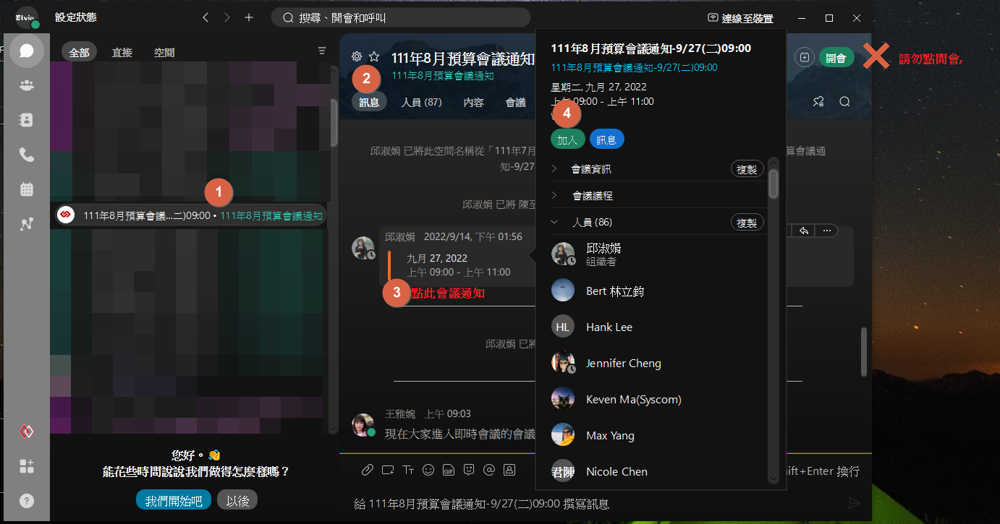 Elvin
設定狀態
搜尋、開會和呼叫
連線至裝置
全部
直接
空間
111年8月預算會議...二)09:00 • 111年8月預算會議通知
您好。👋
能花些時間說說我們做得怎麼樣嗎？
我們開始吧
以後
1
111年8月預算會議通知
111年8月預算會議通知
2
訊息
人員 (87)
內容
會議
開會
請勿點開會,
邱淑娟 已將此空間名稱從「111年7月
算會議通
知-9/27
邱淑娟 已將 陳至
邱淑娟 2022/9/14, 下午 01:56
九月 27, 2022
上午 09:00 - 上午 11:00
3
點此會議通知
邱淑娟 已將
王雅婉 上午 09:03
現在大家進入即時會議的會議
GIF
ift+Enter 換行
給 111年8月預算會議通知-9/27(二)09:00 撰寫訊息
111年8月預算會議通知-9/27(二)09:00
111年8月預算會議通知-9/27(二)09:00
星期二, 九月 27, 2022
上午 09:00 - 上午 11:00
4
加入
訊息
會議資訊
複製
會議議程
人員 (86)
複製
邱淑娟
組織者
Bert 林立鈞
HL
Hank Lee
Jennifer Cheng
Keven Ma(Syscom)
Max Yang
君陳
Nicole Chen